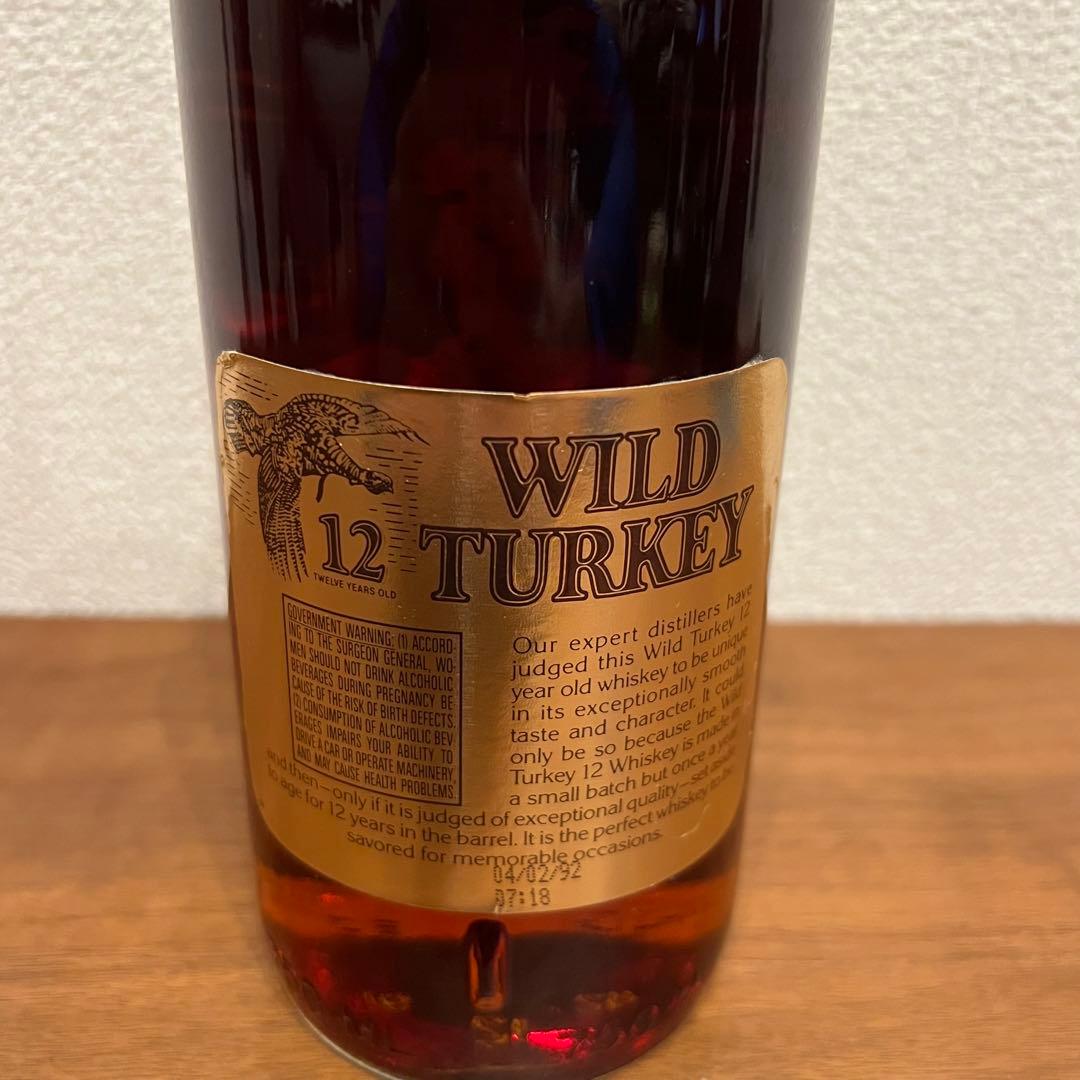 WILD
TURKEY
12
TWELVE YEARS OLD
GOVERNMENT WARNING: (1) ACCORD-
ING TO THE SURGEON GENERAL, WO-
MEN SHOULD NOT DRINK ALCOHOLIC
BEVERAGES DURING PREGNANCY BE
CAUSE OF THE RISK OF BIRTH DEFECTS.
(2) CONSUMPTION OF ALCOHOLIC BEV
ERAGES IMPAIRS YOUR ABILITY TO
DRIVE A CAR OR OPERATE MACHINERY
AND MAY CAUSE HEALTH PROBLEMS.
Our expert distillers have
judged this Wild Turkey 12
year old whiskey to be unique
in its exceptionally smooth
taste and character. It could
only be so because the Wild
Turkey 12 Whiskey is made in
a small batch but once a year
and then—only if it is judged of exceptional quality—set aside
to age for 12 years in the barrel. It is the perfect whiskey to be
savored for memorable occasions.
04/02/92
07:18